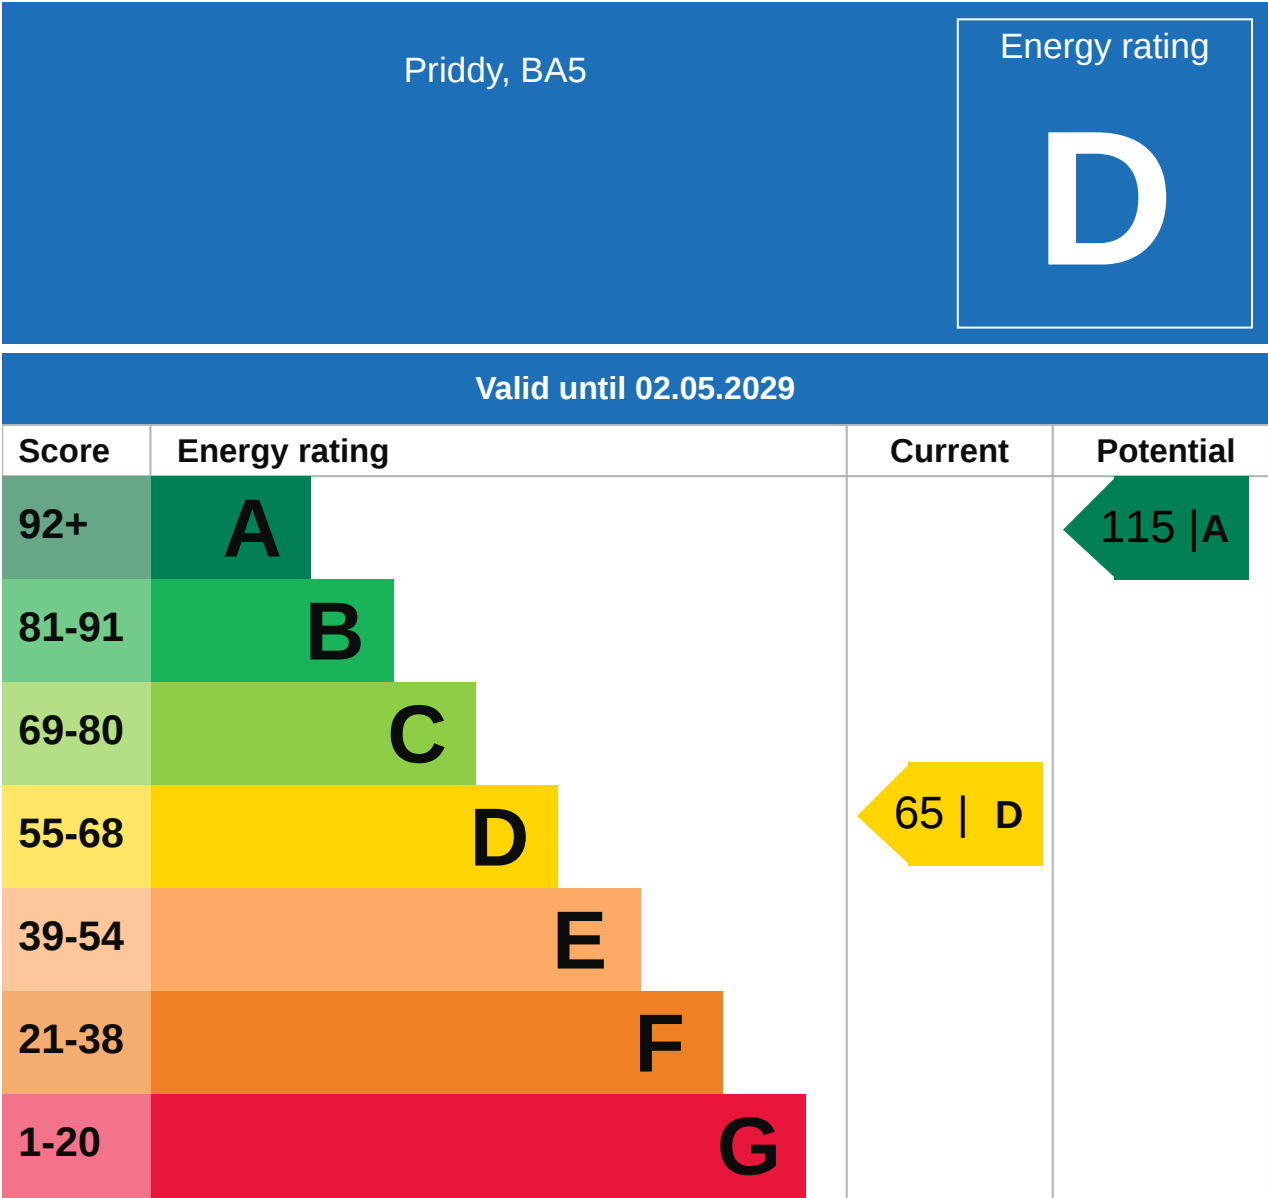 Priddy, BA5
Energy rating
D
Valid until 02.05.2029
Score Energy rating Current Potential
92+ A 115 | A
81-91 B
69-80 C
55-68 D 65 | D
39-54 E
21-38 F
1-20 G